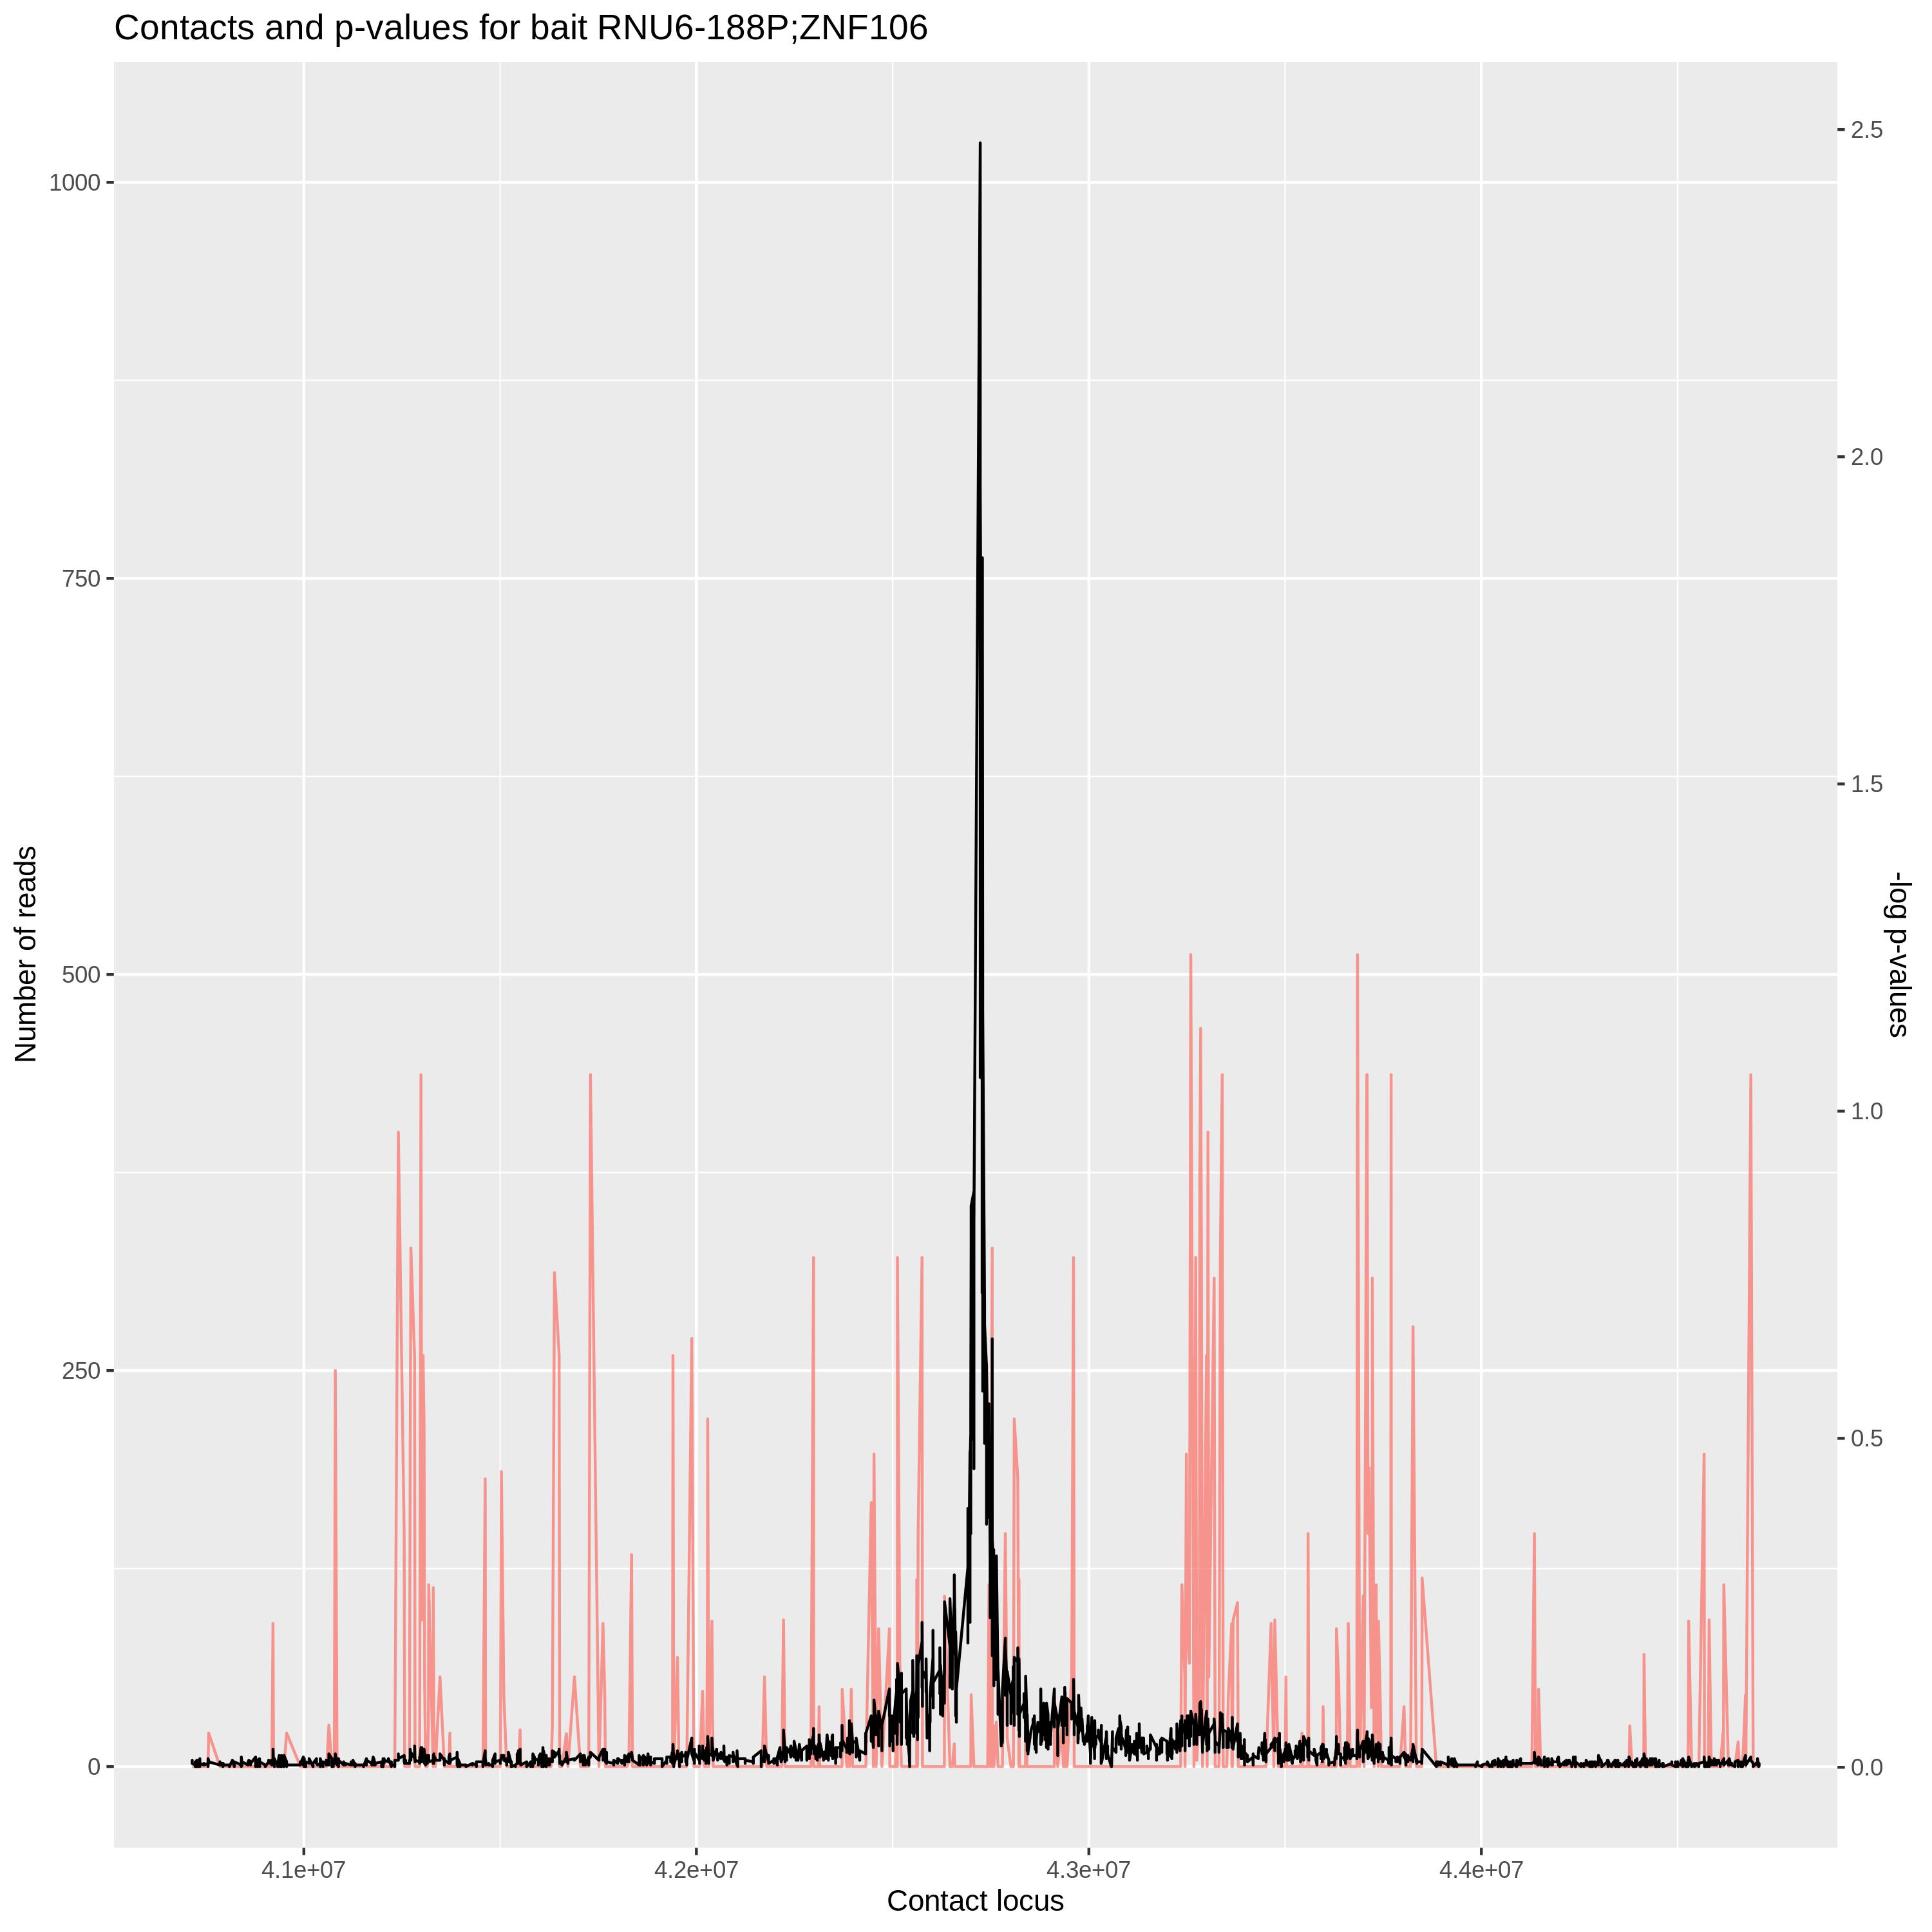 Contacts and p-values for bait RNU6-188P;ZNF106
1000
750
500
250
0
Number of reads
2.5
2.0
1.5
1.0
0.5
0.0
-log p-values
4.1e+07
4.2e+07
4.3e+07
4.4e+07
Contact locus